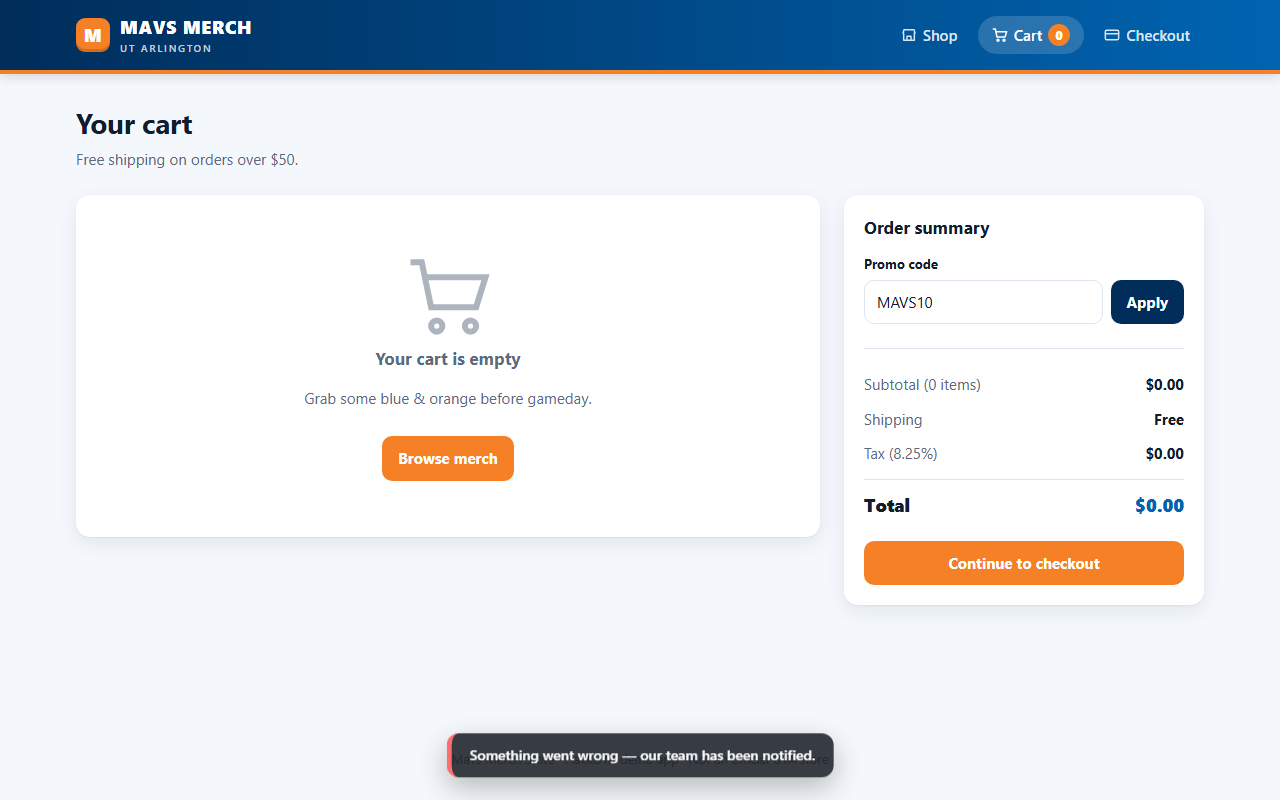 M
MAVS MERCH
UT ARLINGTON
Shop
Cart 0
Checkout
Your cart
Free shipping on orders over $50.
Your cart is empty
Grab some blue & orange before gameday.
Browse merch
Order summary
Promo code
MAVS10
Apply
Subtotal (0 items) $0.00
Shipping Free
Tax (8.25%) $0.00
Total $0.00
Continue to checkout
Something went wrong — our team has been notified.